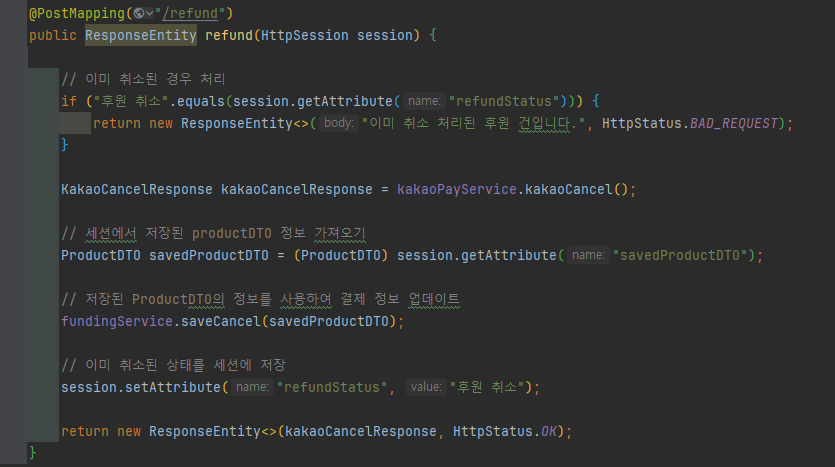 @PostMapping("/refund")
public ResponseEntity refund(HttpSession session) {
// 이미 취소된 경우 처리
if ("후원 취소".equals(session.getAttribute( name: "refundStatus"))) {
return new ResponseEntity<>( body: "이미 취소 처리된 후원 건입니다.", HttpStatus.BAD_REQUEST);
}
KakaoCancelResponse kakaoCancelResponse = kakaoPayService.kakaoCancel();
// 세션에서 저장된 productDTO 정보 가져오기
ProductDTO savedProductDTO = (ProductDTO) session.getAttribute( name: "savedProductDTO");
// 저장된 ProductDTO의 정보를 사용하여 결제 정보 업데이트
fundingService.saveCancel(savedProductDTO);
// 이미 취소된 상태를 세션에 저장
session.setAttribute( name: "refundStatus", value: "후원 취소");
return new ResponseEntity<>(kakaoCancelResponse, HttpStatus.OK);
}